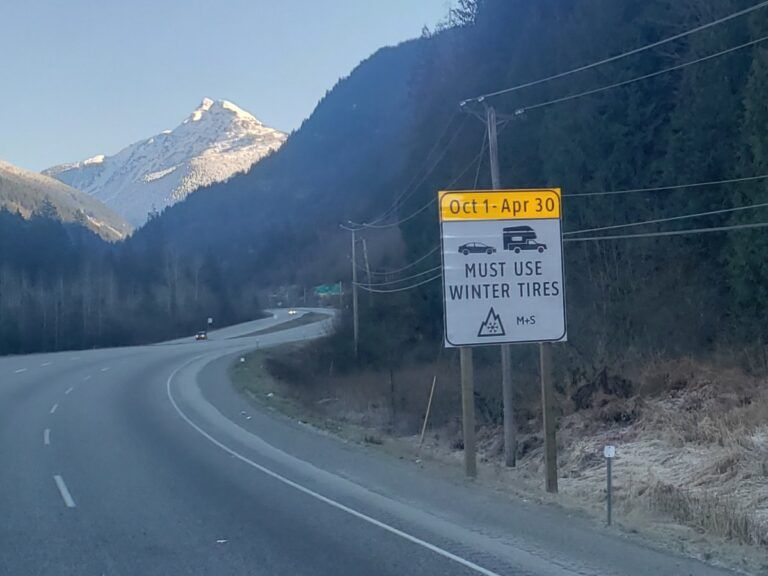 Oct 1- Apr 30
MUST USE
WINTER TIRES
M+S